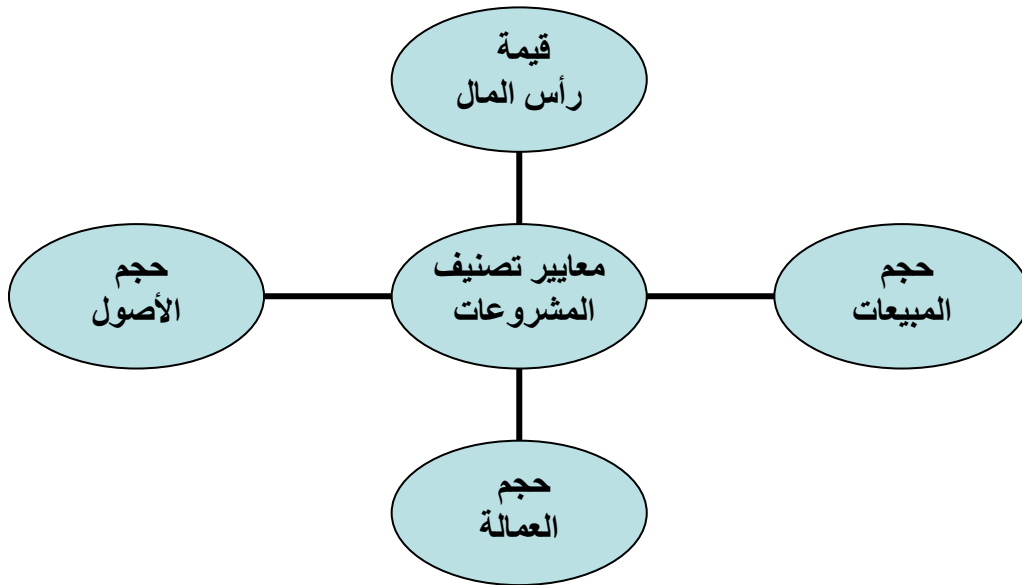 قيمة
رأس المال
حجم
المبيعات
معايير تصنيف
المشروعات
حجم
الأصول
حجم
العمالة